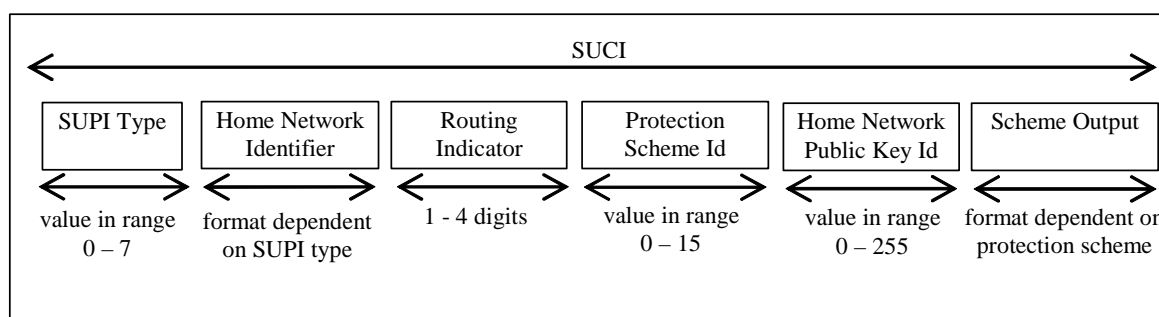 SUCI
SUPI Type
Home Network
Identifier
Routing
Indicator
Protection
Scheme Id
Home Network
Public Key Id
Scheme Output
value in range
0 – 7
format dependent
on SUPI type
1 - 4 digits
value in range
0 – 15
value in range
0 – 255
format dependent on
protection scheme